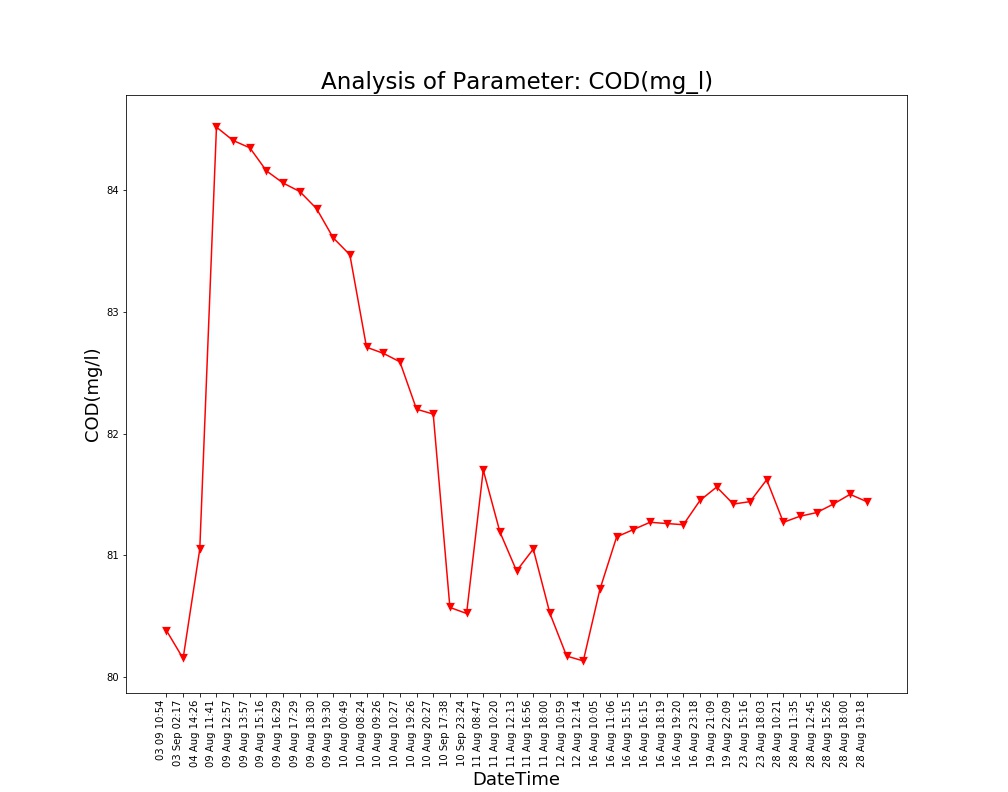 Analysis of Parameter: COD(mg_l)
COD(mg/l)
84
83
82
81
80
03 09 10:54
03 Sep 02:17
04 Aug 14:26
09 Aug 11:41
09 Aug 12:57
09 Aug 13:57
09 Aug 15:16
09 Aug 16:29
09 Aug 17:29
09 Aug 18:30
09 Aug 19:30
10 Aug 00:49
10 Aug 08:24
10 Aug 09:26
10 Aug 10:27
10 Aug 19:26
10 Aug 20:27
10 Sep 17:38
10 Sep 23:24
11 Aug 08:47
11 Aug 10:20
11 Aug 12:13
11 Aug 16:56
11 Aug 18:00
12 Aug 10:59
12 Aug 12:14
16 Aug 10:05
16 Aug 11:06
16 Aug 15:15
16 Aug 16:15
16 Aug 18:19
16 Aug 19:20
16 Aug 23:18
19 Aug 21:09
19 Aug 22:09
23 Aug 15:16
23 Aug 18:03
28 Aug 10:21
28 Aug 11:35
28 Aug 12:45
28 Aug 15:26
28 Aug 18:00
28 Aug 19:18
DateTime